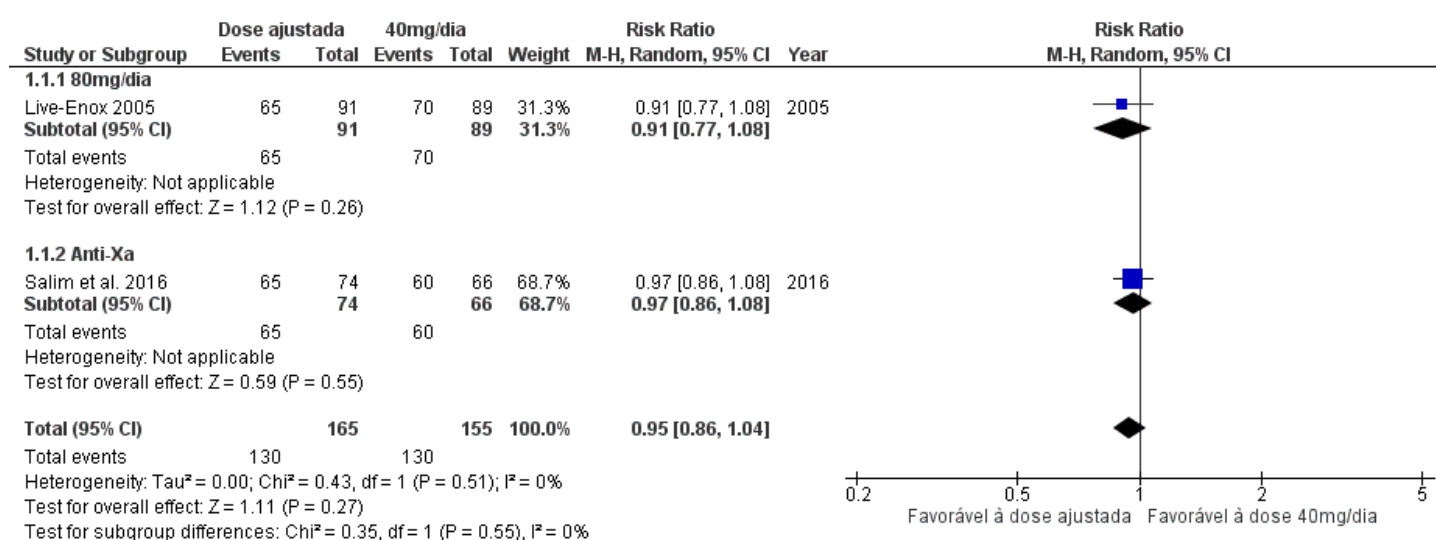 Dose ajustada 40mg/dia Risk Ratio Risk Ratio
Study or Subgroup Events Total Events Total Weight M-H, Random, 95% CI Year M-H, Random, 95% CI
1.1.1 80mg/dia
Live-Enox 2005 65 91 70 89 31.3% 0.91 [0.77, 1.08] 2005
Subtotal (95% CI) 91 89 31.3% 0.91 [0.77, 1.08]
Total events 65 70
Heterogeneity: Not applicable
Test for overall effect: Z = 1.12 (P = 0.26)
1.1.2 Anti-Xa
Salim et al. 2016 65 74 60 66 68.7% 0.97 [0.86, 1.08] 2016
Subtotal (95% CI) 74 66 68.7% 0.97 [0.86, 1.08]
Total events 65 60
Heterogeneity: Not applicable
Test for overall effect: Z = 0.59 (P = 0.55)
Total (95% CI) 165 155 100.0% 0.95 [0.86, 1.04]
Total events 130 130
Heterogeneity: Tau² = 0.00; Chi² = 0.43, df = 1 (P = 0.51); I² = 0%
Test for overall effect: Z = 1.11 (P = 0.27)
Test for subgroup differences: Chi² = 0.35, df = 1 (P = 0.55), I² = 0%
0.2 0.5 1 2 5
Favorável à dose ajustada Favorável à dose 40mg/dia